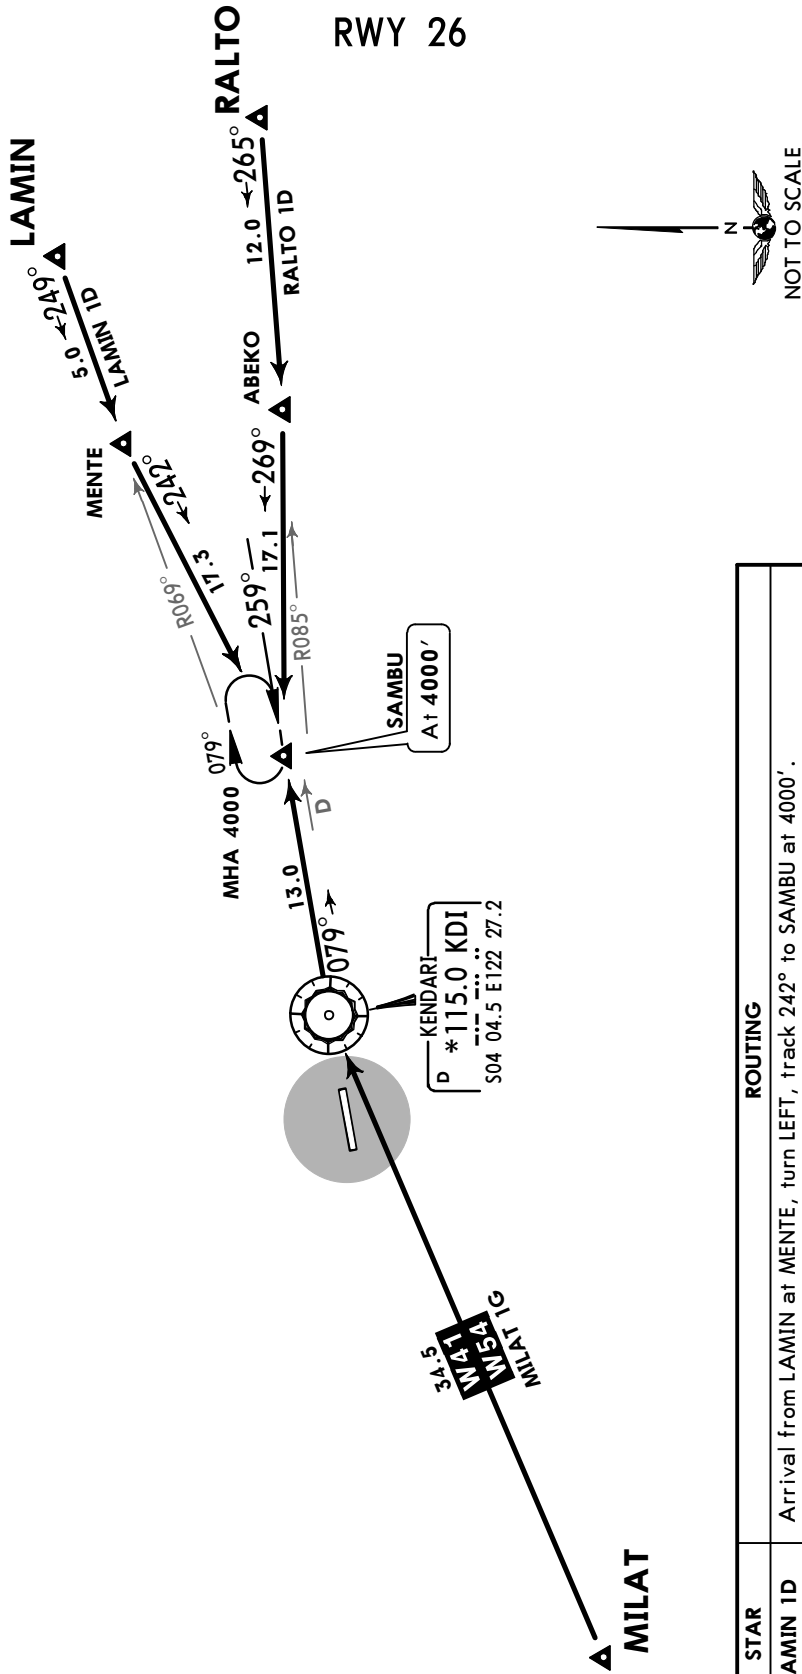 RWY 26
RALTO
LAMIN
265°
12.0
RALTO 1D
249°
5.0
LAMIN 1D
ABEKO
MENTE
269°
17.1
242°
17.3
R069°
259°
R085°
079°
MHA 4000
SAMBU
At 4000'
D
13.0
079°
KENDARI
D *115.0 KDI
S04 04.5 E122 27.2
34.5
W41
W54
MILAT 1G
MILAT
N
NOT TO SCALE
STAR ROUTING
AMIN 1D Arrival from LAMIN at MENTE, turn LEFT, track 242° to SAMBU at 4000'.